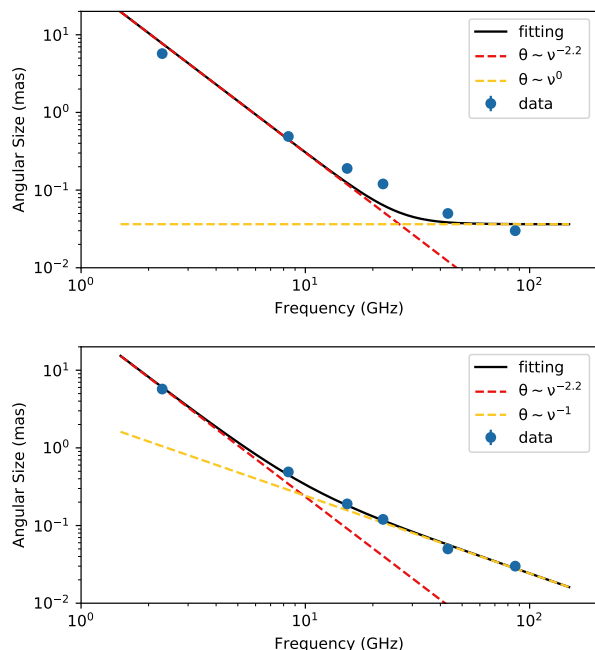 10¹
10⁰
10⁻¹
10⁻²
Angular Size (mas)
fitting
θ ∼ ν⁻²·²
θ ∼ ν⁰
data
10⁰
10¹
10²
Frequency (GHz)
10¹
10⁰
10⁻¹
10⁻²
Angular Size (mas)
fitting
θ ∼ ν⁻²·²
θ ∼ ν⁻¹
data
10⁰
10¹
10²
Frequency (GHz)